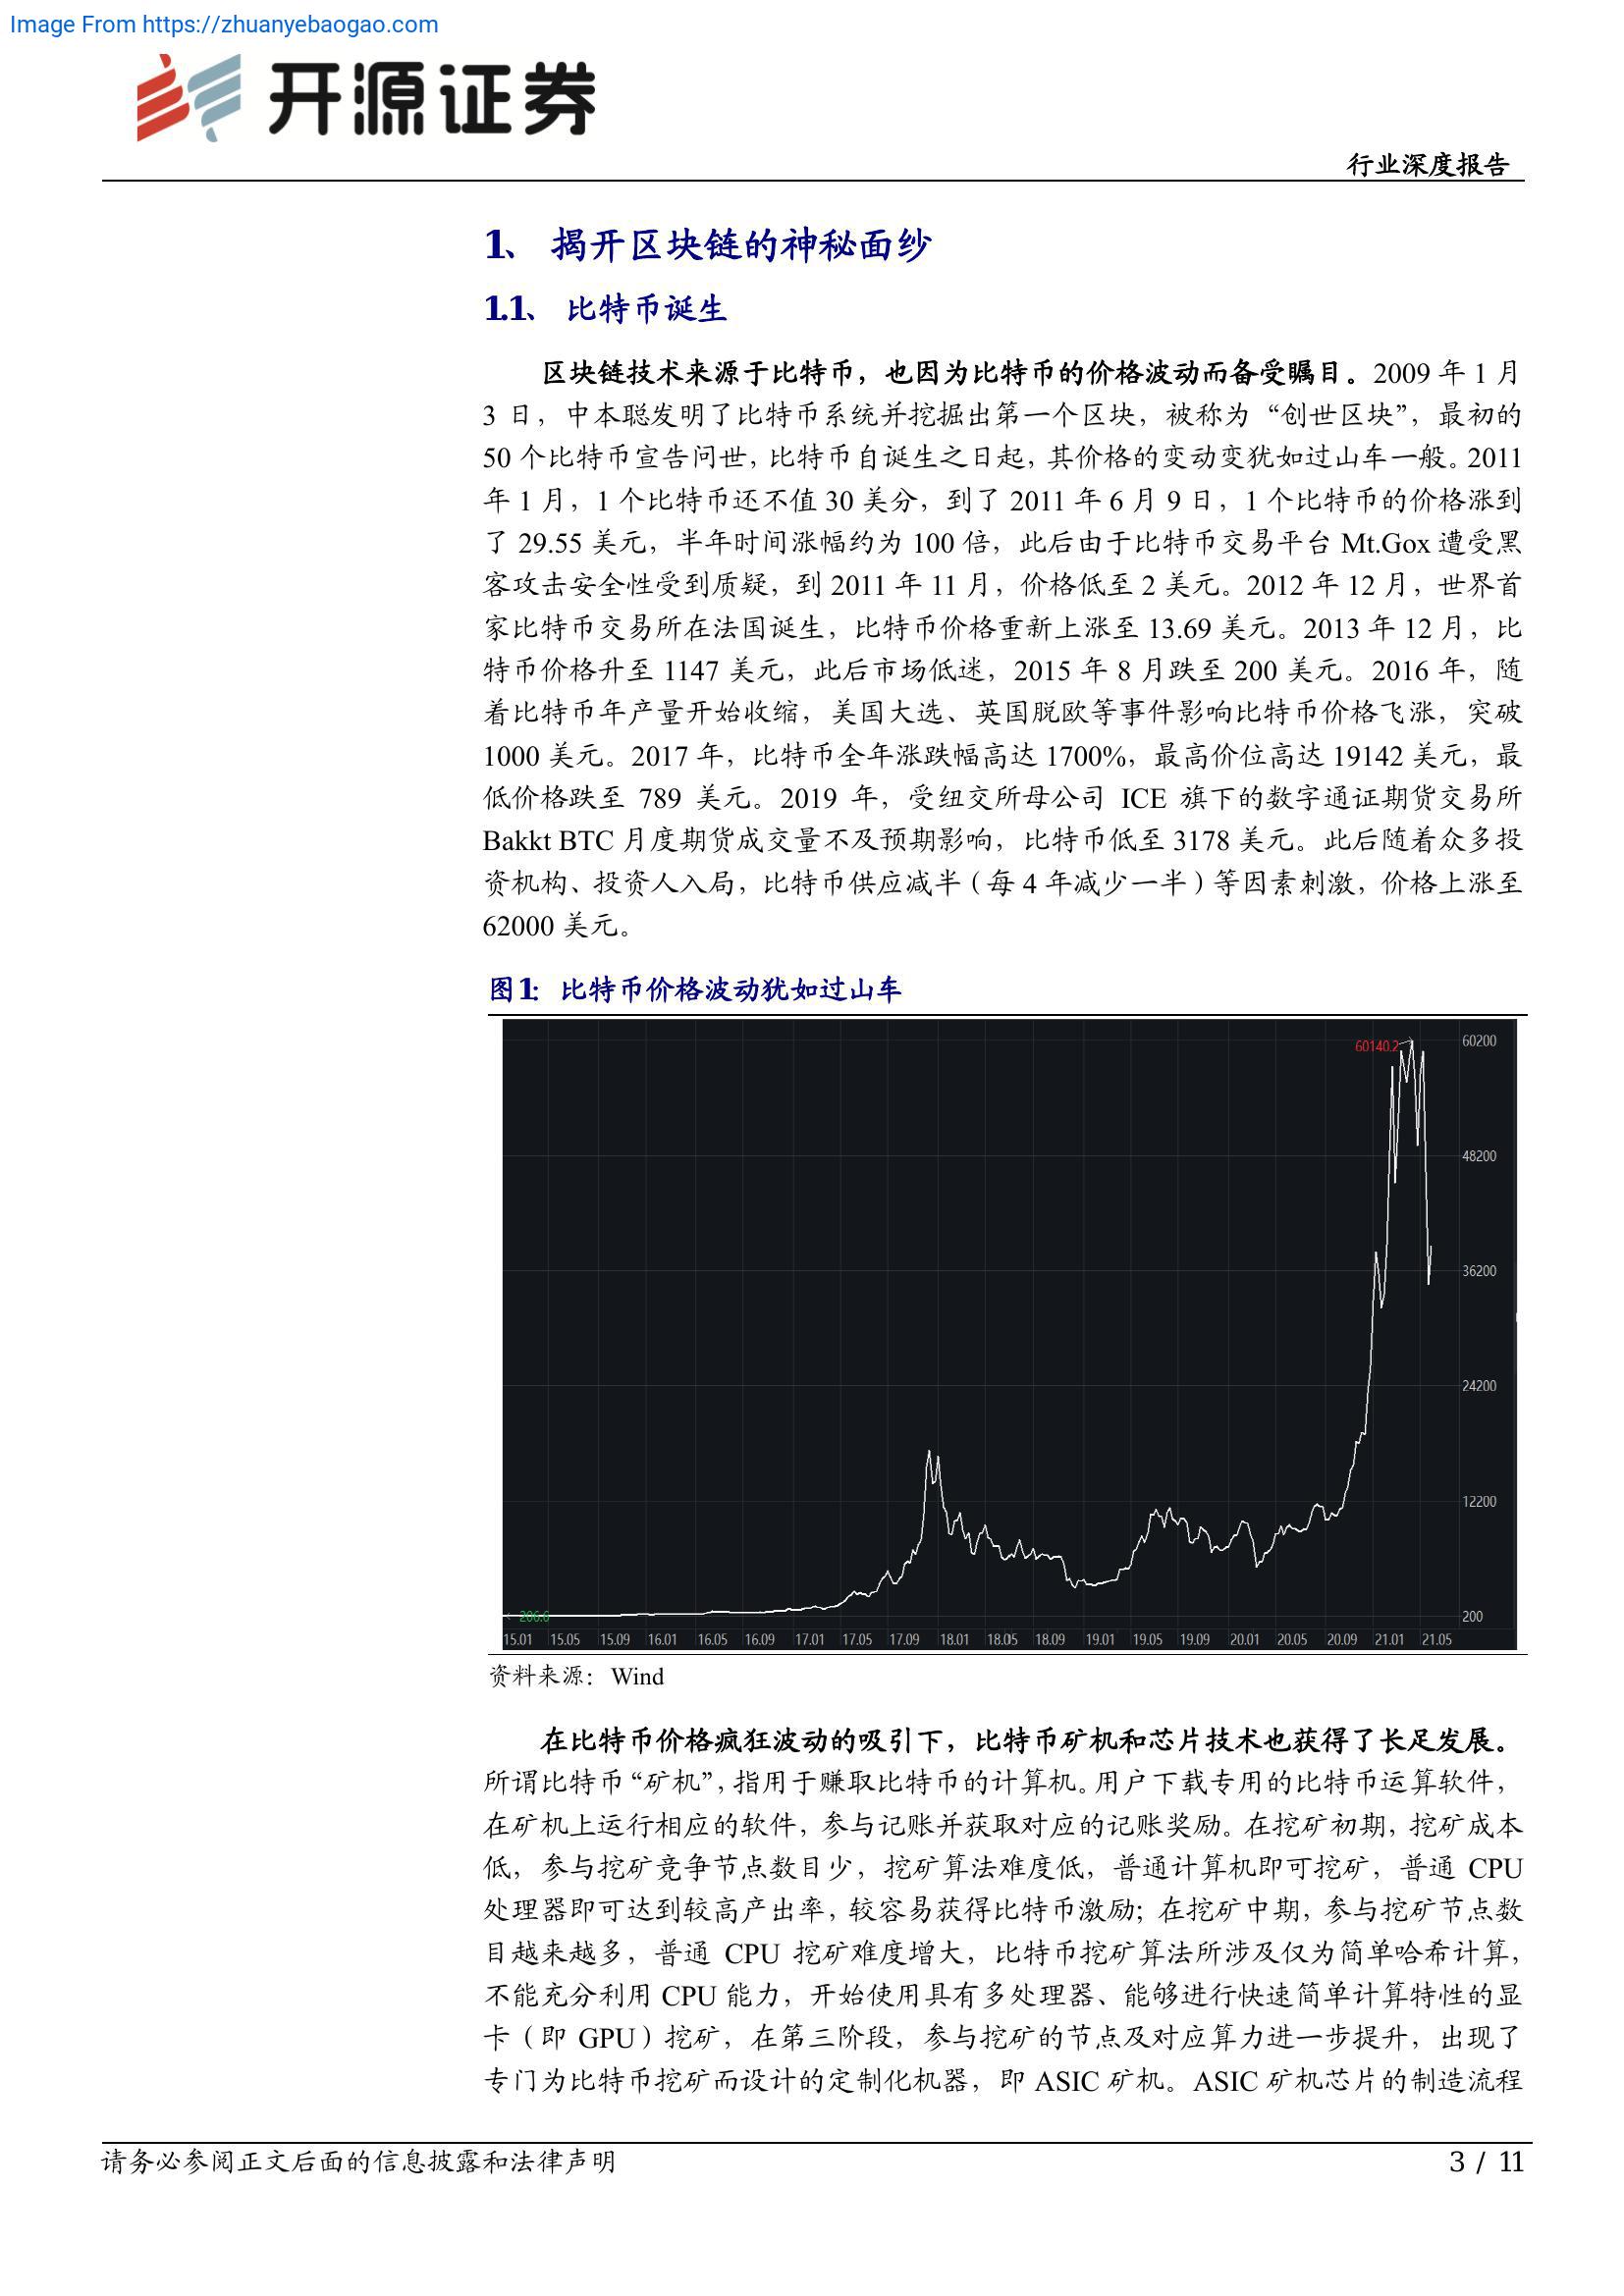 Image From https://zhuanyebaogao.com
开源证券
行业深度报告
1、 揭开区块链的神秘面纱
1.1、 比特币诞生
区块链技术来源于比特币，也因为比特币的价格波动而备受瞩目。2009 年 1 月
3 日，中本聪发明了比特币系统并挖掘出第一个区块，被称为“创世区块”，最初的
50 个比特币宣告问世，比特币自诞生之日起，其价格的变动变犹如过山车一般。2011
年 1 月，1 个比特币还不值 30 美分，到了 2011 年 6 月 9 日，1 个比特币的价格涨到
了 29.55 美元，半年时间涨幅约为 100 倍，此后由于比特币交易平台 Mt.Gox 遭受黑
客攻击安全性受到质疑，到 2011 年 11 月，价格低至 2 美元。2012 年 12 月，世界首
家比特币交易所在法国诞生，比特币价格重新上涨至 13.69 美元。2013 年 12 月，比
特币价格升至 1147 美元，此后市场低迷，2015 年 8 月跌至 200 美元。2016 年，随
着比特币年产量开始收缩，美国大选、英国脱欧等事件影响比特币价格飞涨，突破
1000 美元。2017 年，比特币全年涨跌幅高达 1700%，最高价位高达 19142 美元，最
低价格跌至 789 美元。2019 年，受纽交所母公司 ICE 旗下的数字通证期货交易所
Bakkt BTC 月度期货成交量不及预期影响，比特币低至 3178 美元。此后随着众多投
资机构、投资人入局，比特币供应减半（每 4 年减少一半）等因素刺激，价格上涨至
62000 美元。
图1： 比特币价格波动犹如过山车
60140.2
60200
48200
36200
24200
12200
206.6
200
15.01 15.05 15.09 16.01 16.05 16.09 17.01 17.05 17.09 18.01 18.05 18.09 19.01 19.05 19.09 20.01 20.05 20.09 21.01 21.05
资料来源：Wind
在比特币价格疯狂波动的吸引下，比特币矿机和芯片技术也获得了长足发展。
所谓比特币“矿机”，指用于赚取比特币的计算机。用户下载专用的比特币运算软件，
在矿机上运行相应的软件，参与记账并获取对应的记账奖励。在挖矿初期，挖矿成本
低，参与挖矿竞争节点数目少，挖矿算法难度低，普通计算机即可挖矿，普通 CPU
处理器即可达到较高产出率，较容易获得比特币激励；在挖矿中期，参与挖矿节点数
目越来越多，普通 CPU 挖矿难度增大，比特币挖矿算法所涉及仅为简单哈希计算，
不能充分利用 CPU 能力，开始使用具有多处理器、能够进行快速简单计算特性的显
卡（即 GPU）挖矿，在第三阶段，参与挖矿的节点及对应算力进一步提升，出现了
专门为比特币挖矿而设计的定制化机器，即 ASIC 矿机。ASIC 矿机芯片的制造流程
请务必参阅正文后面的信息披露和法律声明
3 / 11